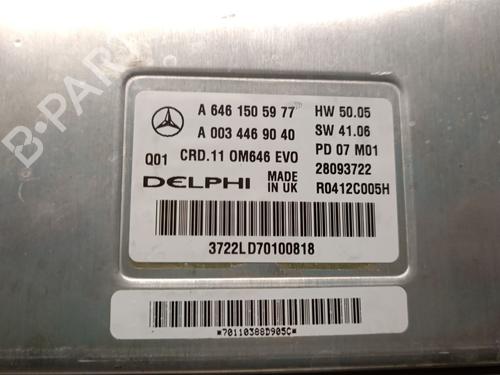 B-PARTS
A 646 150 59 77 HW 50.05
A 003 446 90 40 SW 41.06
Q01 CRD.11 OM646 EVO PD 07 M01
28093722
DELPHI MADE IN UK R0412C005H
3722LD70100818
*70110388D905C*